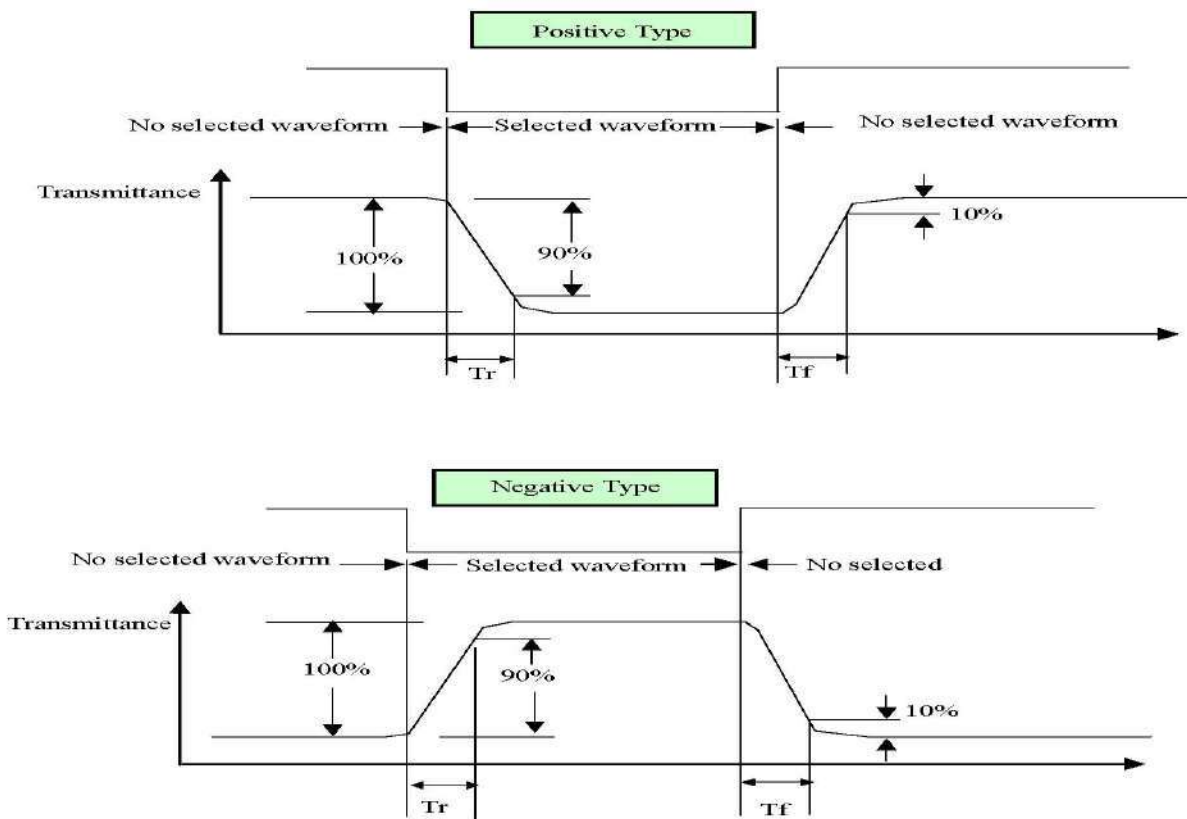 Positive Type
No selected waveform
Selected waveform
No selected waveform
Transmittance
100%
90%
10%
Tr
Tf
Negative Type
No selected waveform
Selected waveform
No selected
Transmittance
100%
90%
10%
Tr
Tf